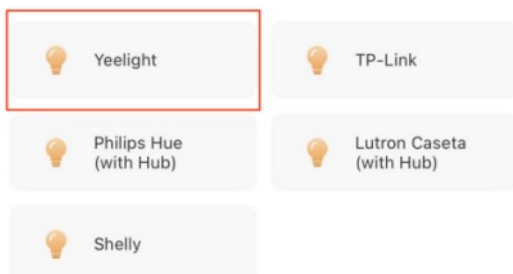 Yeelight
TP-Link
Philips Hue
(with Hub)
Lutron Caseta
(with Hub)
Shelly